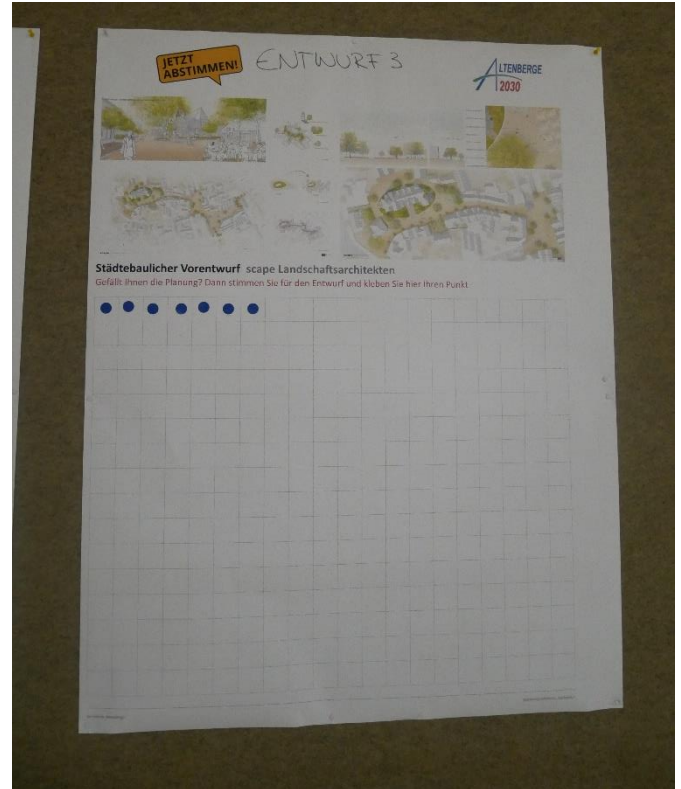 JETZT
ABSTIMMEN!
ENTWURF 3
ALTENBERGE
2030
Städtebaulicher Vorentwurf scape Landschaftsarchitekten
Gefällt Ihnen die Planung? Dann stimmen Sie für den Entwurf und kleben Sie hier Ihren Punkt